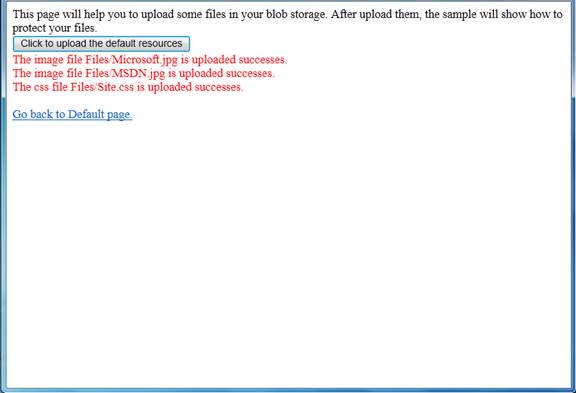 This page will help you to upload some files in your blob storage. After upload them, the sample will show how to
protect your files.
Click to upload the default resources
The image file Files/Microsoft.jpg is uploaded successes.
The image file Files/MSDN.jpg is uploaded successes.
The css file Files/Site.css is uploaded successes.
Go back to Default page.